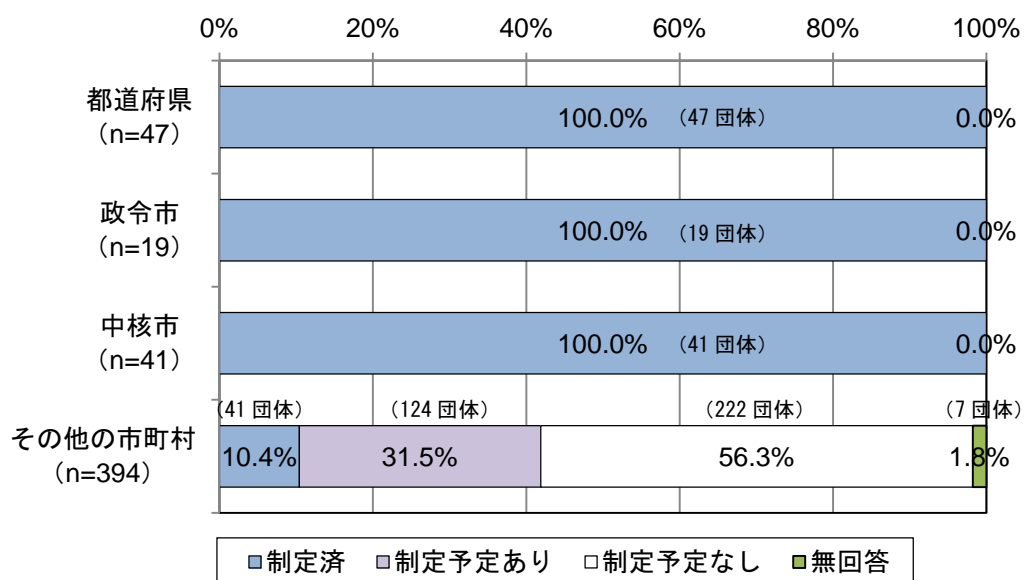 0% 20% 40% 60% 80% 100%
都道府県
(n=47)
100.0% (47 団体) 0.0%
政令市
(n=19)
100.0% (19 団体) 0.0%
中核市
(n=41)
100.0% (41 団体) 0.0%
(41 団体) (124 団体) (222 団体) (7 団体)
その他の市町村
(n=394)
10.4% 31.5% 56.3% 1.8%
制定済 制定予定あり 制定予定なし 無回答